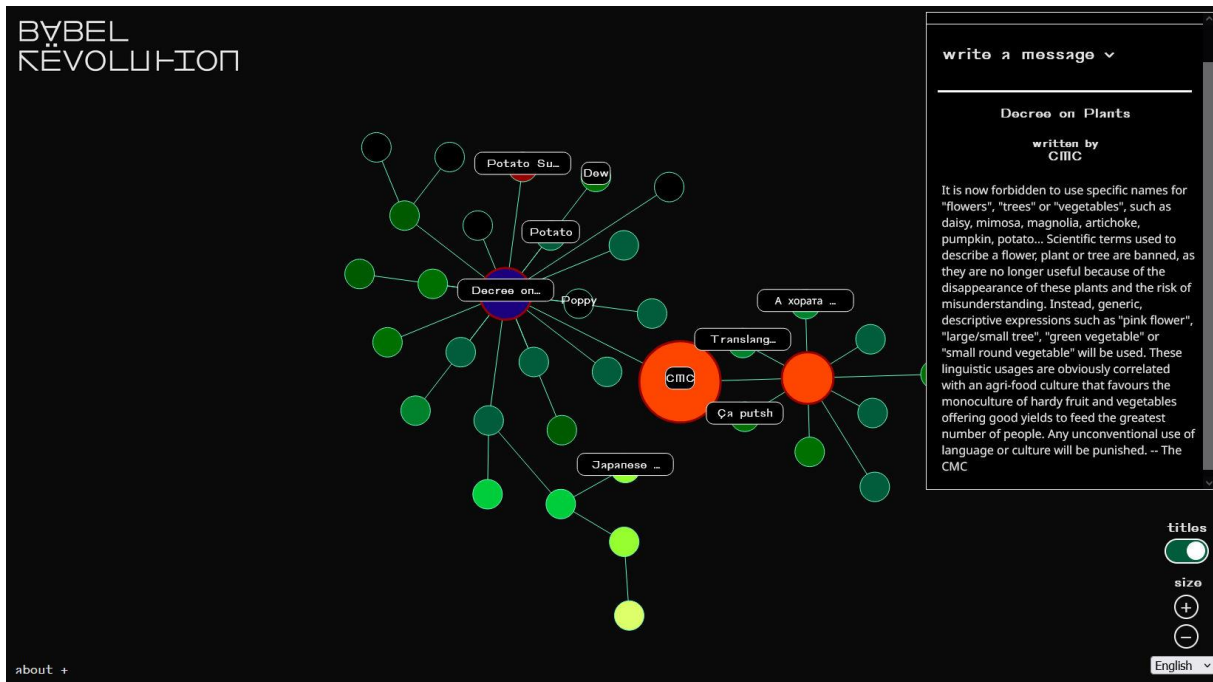 BABEL
RËVOLUTION
write a message
Decree on Plants
written by
CMC
It is now forbidden to use specific names for
"flowers", "trees" or "vegetables", such as
daisy, mimosa, magnolia, artichoke,
pumpkin, potato... Scientific terms used to
describe a flower, plant or tree are banned, as
they are no longer useful because of the
disappearance of these plants and the risk of
misunderstanding. Instead, generic,
descriptive expressions such as "pink flower",
"large/small tree", "green vegetable" or
"small round vegetable" will be used. These
linguistic usages are obviously correlated
with an agri-food culture that favours the
monoculture of hardy fruit and vegetables
offering good yields to feed the greatest
number of people. Any unconventional use of
language or culture will be punished. -- The
CMC
Potato Su...
Dew
Potato
Decree on...
Poppy
А хората ...
Translang...
CMC
Ça putsh
Japanese ...
titles
size
+
−
English
about +